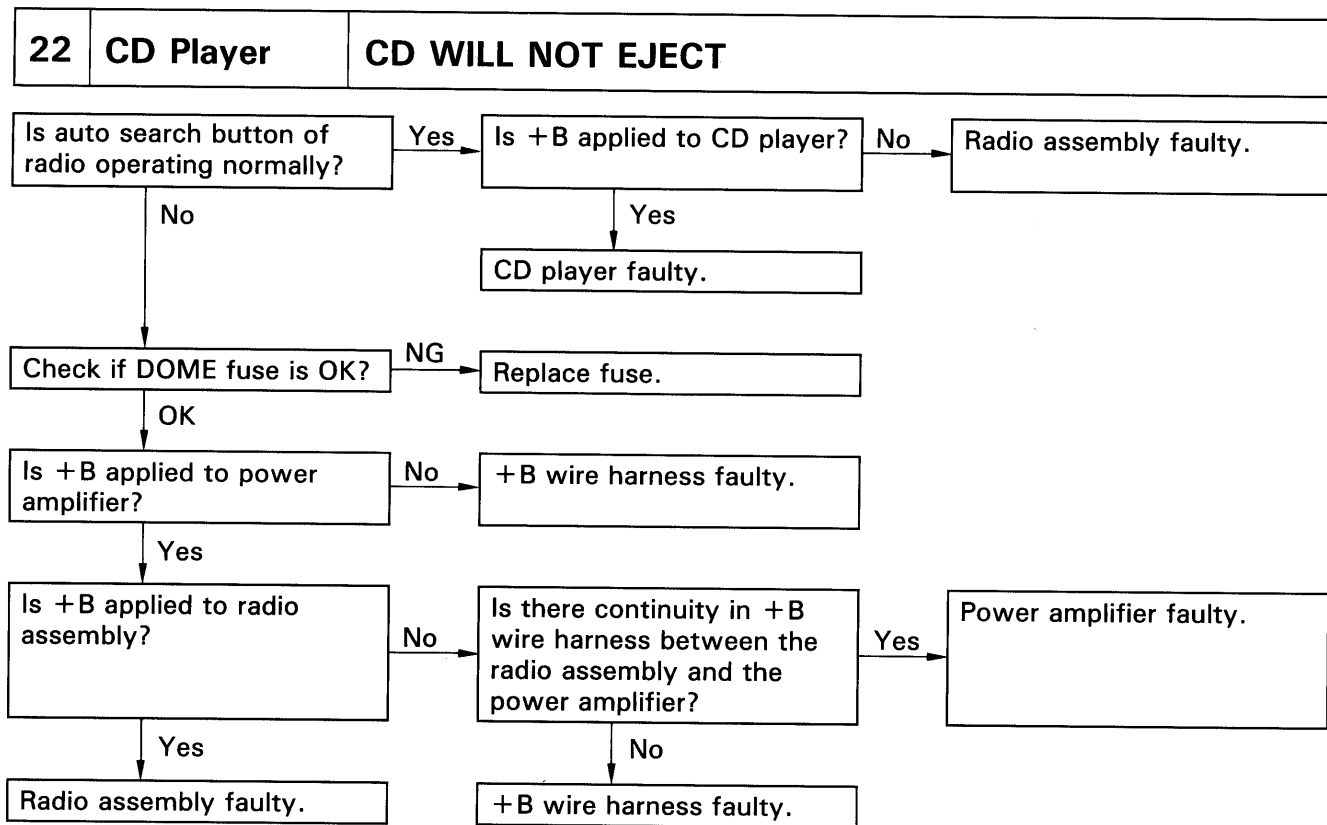 22 CD Player CD WILL NOT EJECT
Is auto search button of
radio operating normally?
Yes
Is +B applied to CD player?
No
Radio assembly faulty.
No
Yes
CD player faulty.
Check if DOME fuse is OK?
NG
Replace fuse.
OK
Is +B applied to power
amplifier?
No
+B wire harness faulty.
Yes
Is +B applied to radio
assembly?
No
Is there continuity in +B
wire harness between the
radio assembly and the
power amplifier?
Yes
Power amplifier faulty.
Yes
No
Radio assembly faulty.
+B wire harness faulty.